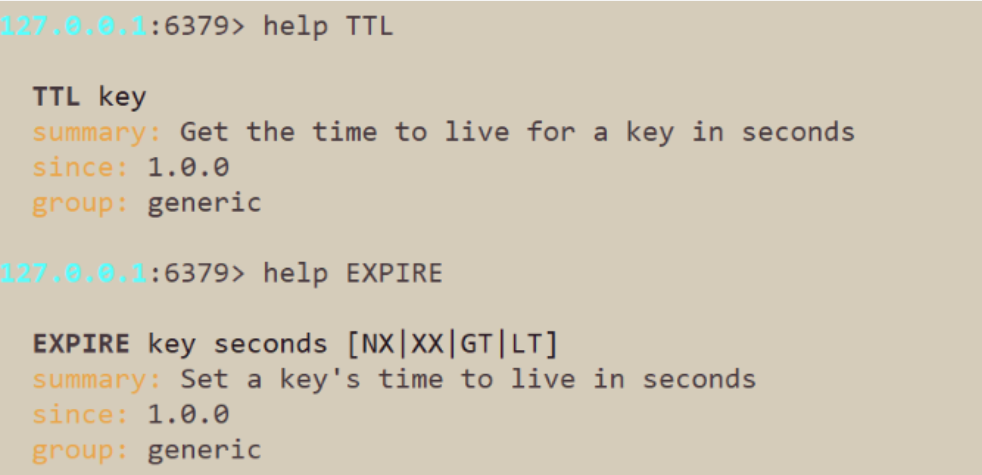 127.0.0.1:6379> help TTL
TTL key
summary: Get the time to live for a key in seconds
since: 1.0.0
group: generic
127.0.0.1:6379> help EXPIRE
EXPIRE key seconds [NX|XX|GT|LT]
summary: Set a key's time to live in seconds
since: 1.0.0
group: generic